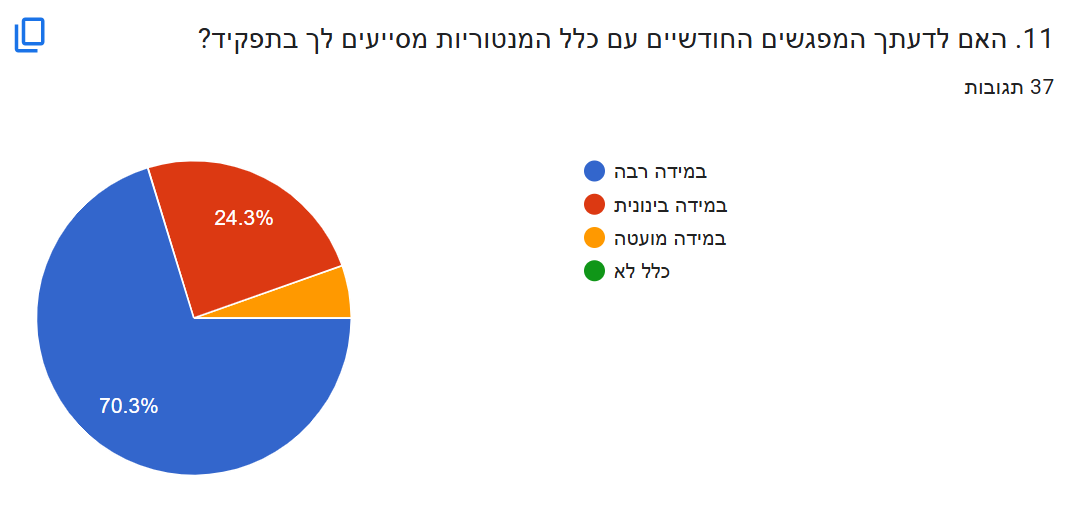 11. האם לדעתך המפגשים החודשיים עם כלל המנטוריות מסייעים לך בתפקיד?
37 תגובות
במידה רבה
במידה בינונית
במידה מועטה
כלל לא
24.3%
70.3%